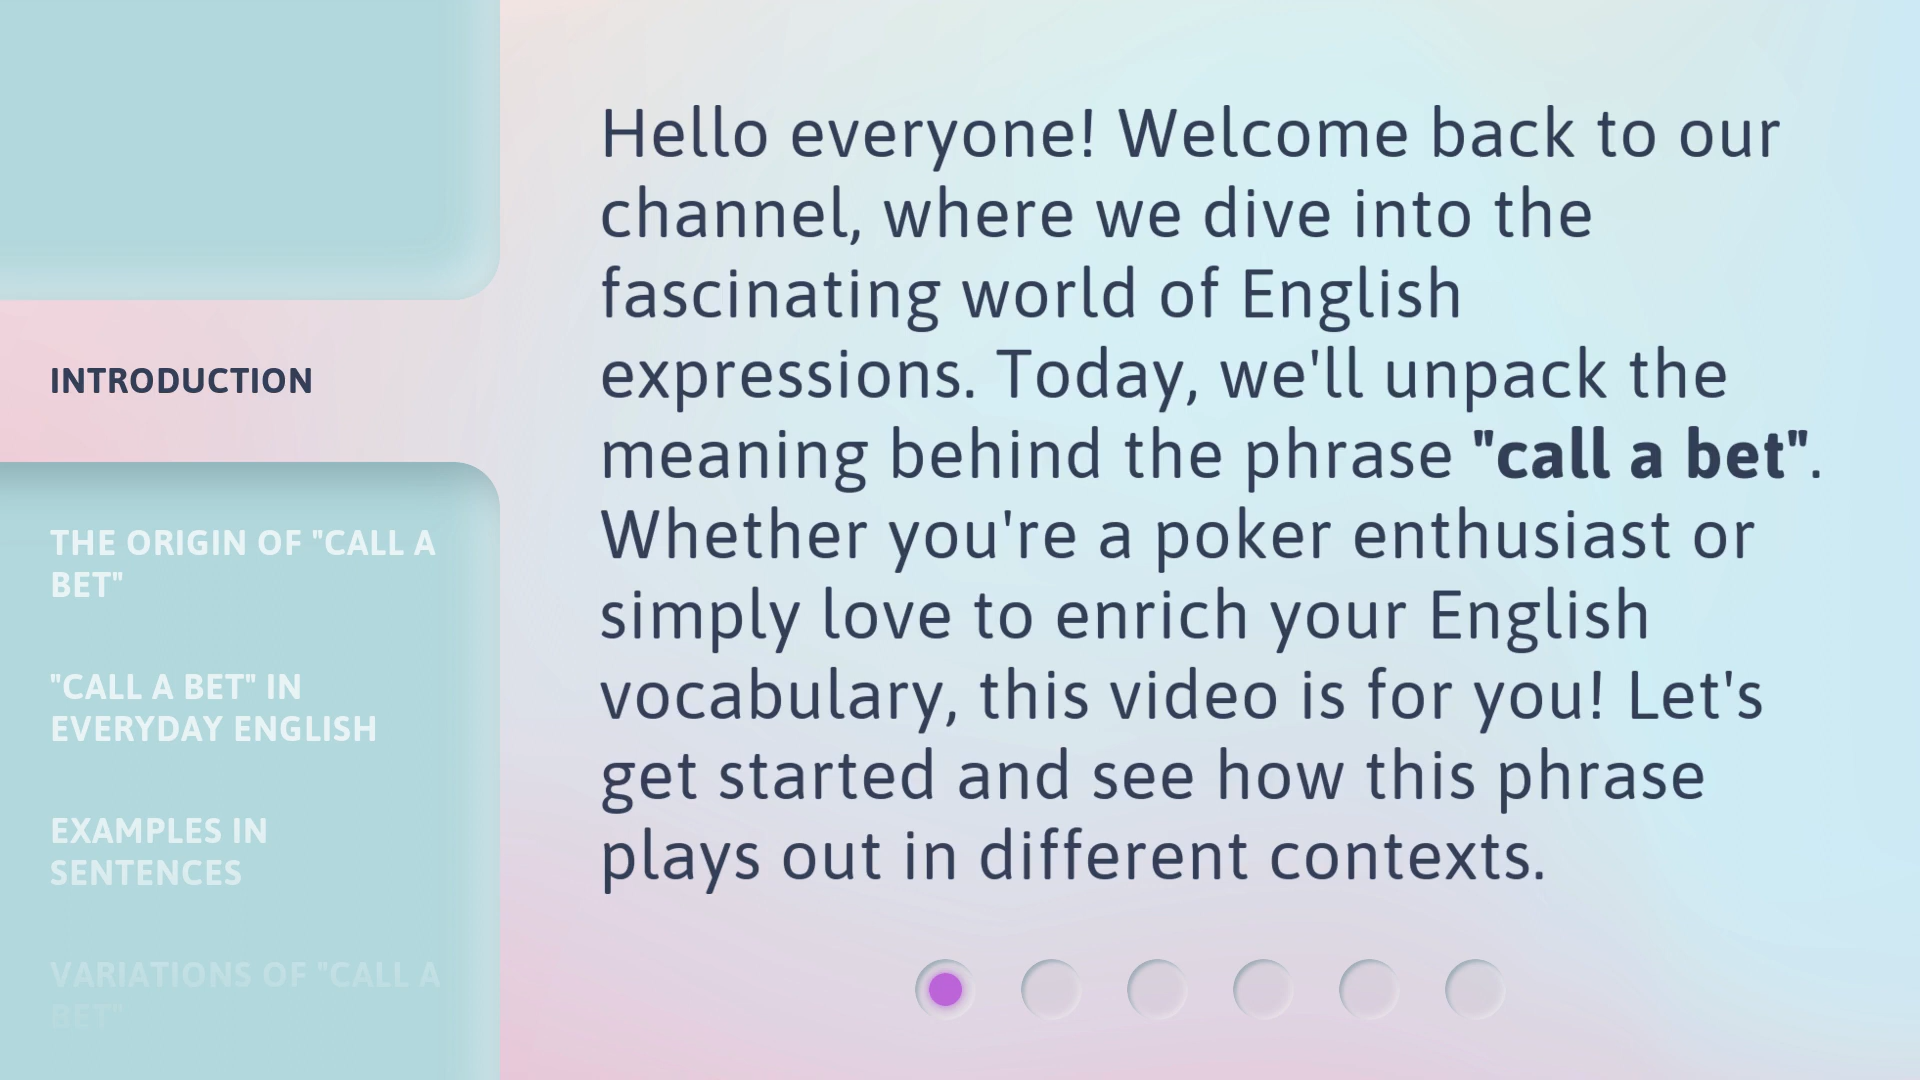 INTRODUCTION
THE ORIGIN OF "CALL A
BET"
"CALL A BET" IN
EVERYDAY ENGLISH
EXAMPLES IN
SENTENCES
VARIATIONS OF "CALL A
BET"
Hello everyone! Welcome back to our
channel, where we dive into the
fascinating world of English
expressions. Today, we'll unpack the
meaning behind the phrase "call a bet".
Whether you're a poker enthusiast or
simply love to enrich your English
vocabulary, this video is for you! Let's
get started and see how this phrase
plays out in different contexts.